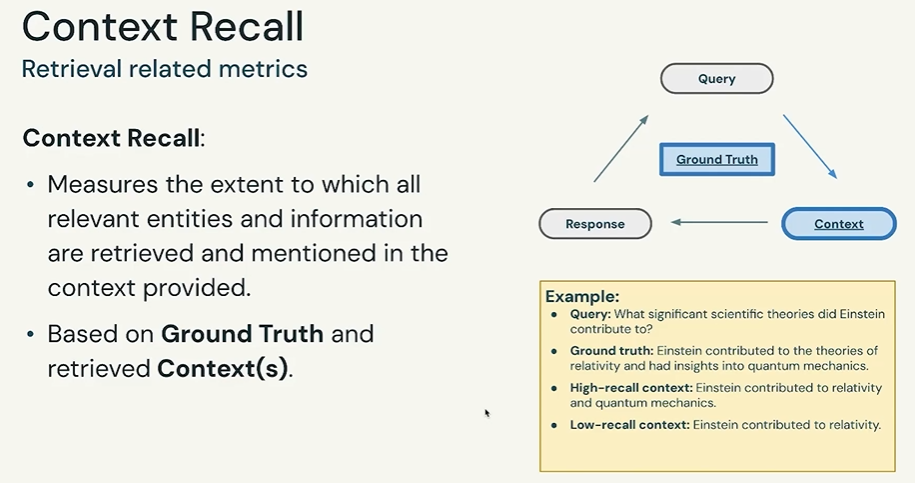 Context Recall
Retrieval related metrics
Context Recall:
• Measures the extent to which all
relevant entities and information
are retrieved and mentioned in the
context provided.
• Based on Ground Truth and
retrieved Context(s).
Query
Ground Truth
Response
Context
Example:
• Query: What significant scientific theories did Einstein
contribute to?
• Ground truth: Einstein contributed to the theories of
relativity and had insights into quantum mechanics.
• High-recall context: Einstein contributed to relativity
and quantum mechanics.
• Low-recall context: Einstein contributed to relativity.